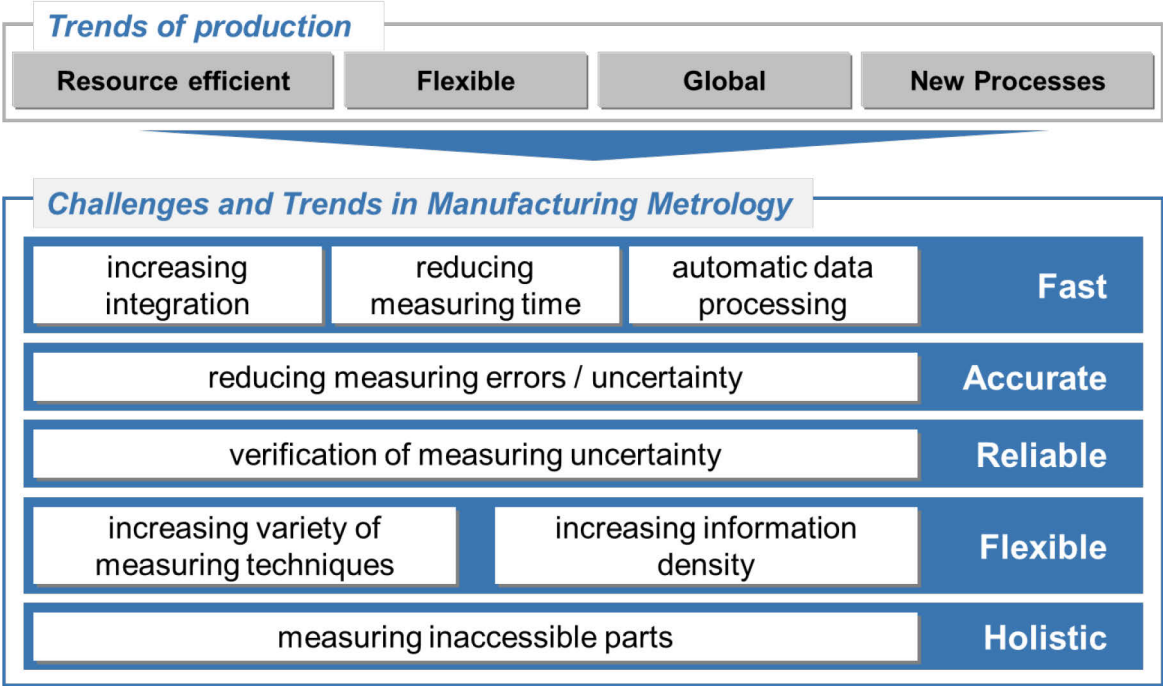 Trends of production
Resource efficient
Flexible
Global
New Processes
Challenges and Trends in Manufacturing Metrology
increasing
integration
reducing
measuring time
automatic data
processing
Fast
reducing measuring errors / uncertainty
Accurate
verification of measuring uncertainty
Reliable
increasing variety of
measuring techniques
increasing information
density
Flexible
measuring inaccessible parts
Holistic